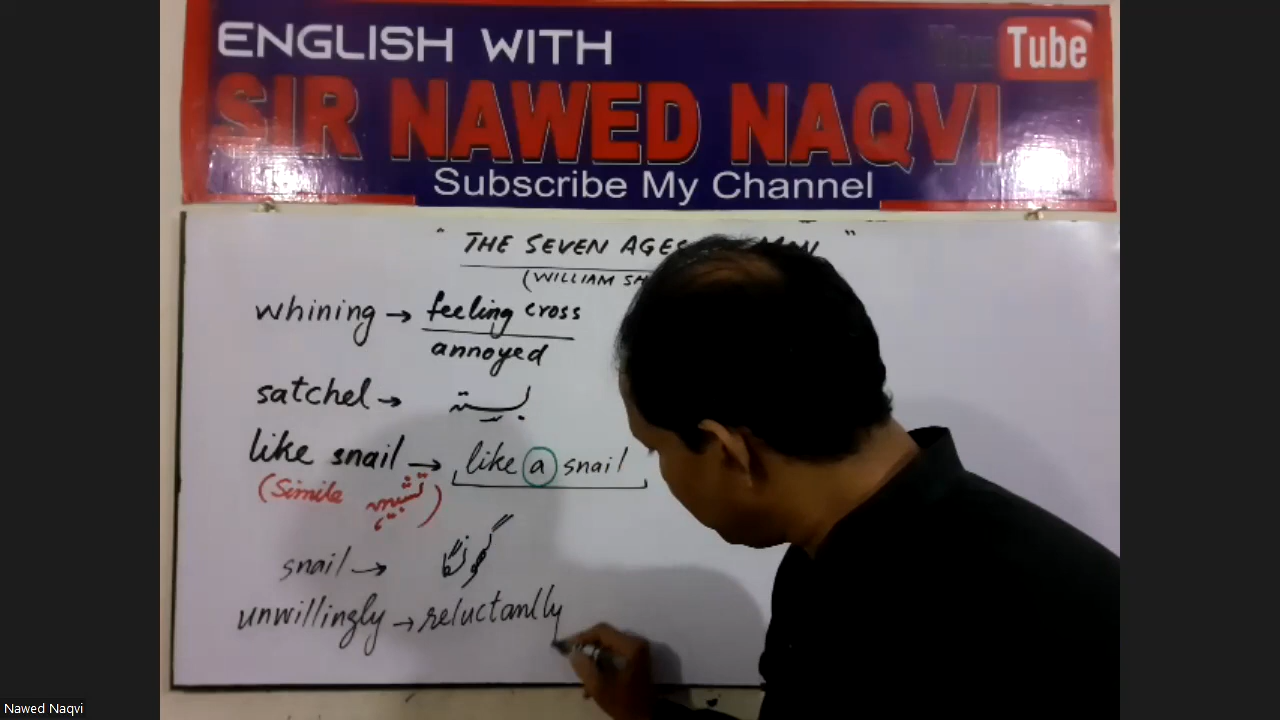 ENGLISH WITH
Tube
SIR NAWED NAQVI
Subscribe My Channel
" THE SEVEN AGES "
(WILLIAM
whining → feeling cross
annoyed
satchel → بستہ
like snail → like a snail
(Simile تشبیہ)
snail → گھونگا
unwillingly → reluctantly
Nawed Naqvi